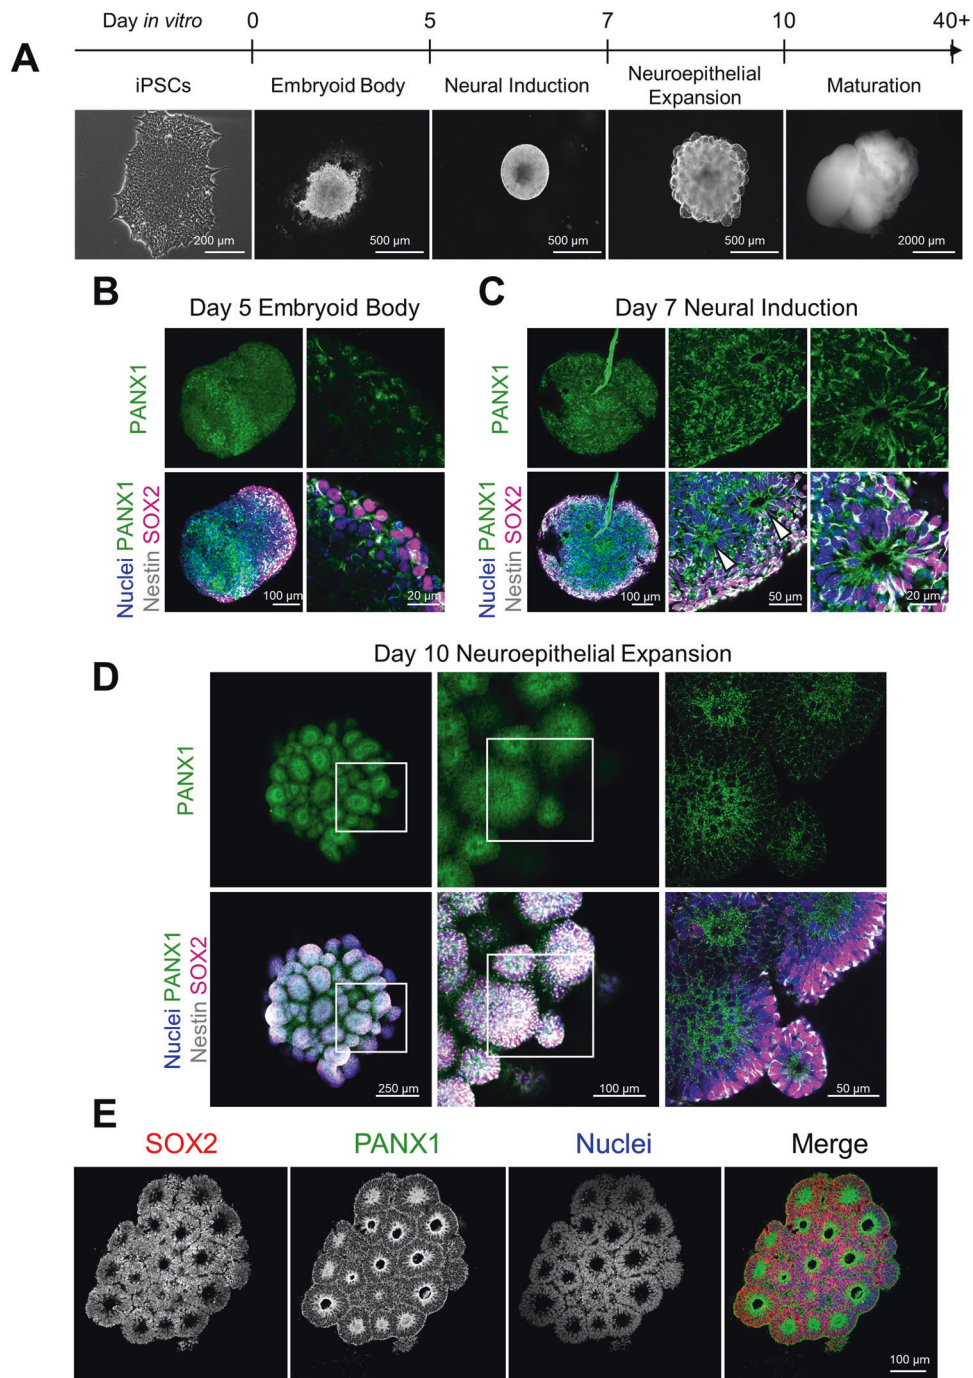 Day in vitro 0 5 7 10 40+
A
iPSCs
Embryoid Body
Neural Induction
Neuroepithelial
Expansion
Maturation
200 µm
500 µm
500 µm
500 µm
2000 µm
B
Day 5 Embryoid Body
PANX1
Nuclei PANX1
Nestin SOX2
100 µm
20 µm
C
Day 7 Neural Induction
PANX1
Nuclei PANX1
Nestin SOX2
100 µm
50 µm
20 µm
D
Day 10 Neuroepithelial Expansion
PANX1
Nuclei PANX1
Nestin SOX2
250 µm
100 µm
50 µm
E
SOX2
PANX1
Nuclei
Merge
100 µm